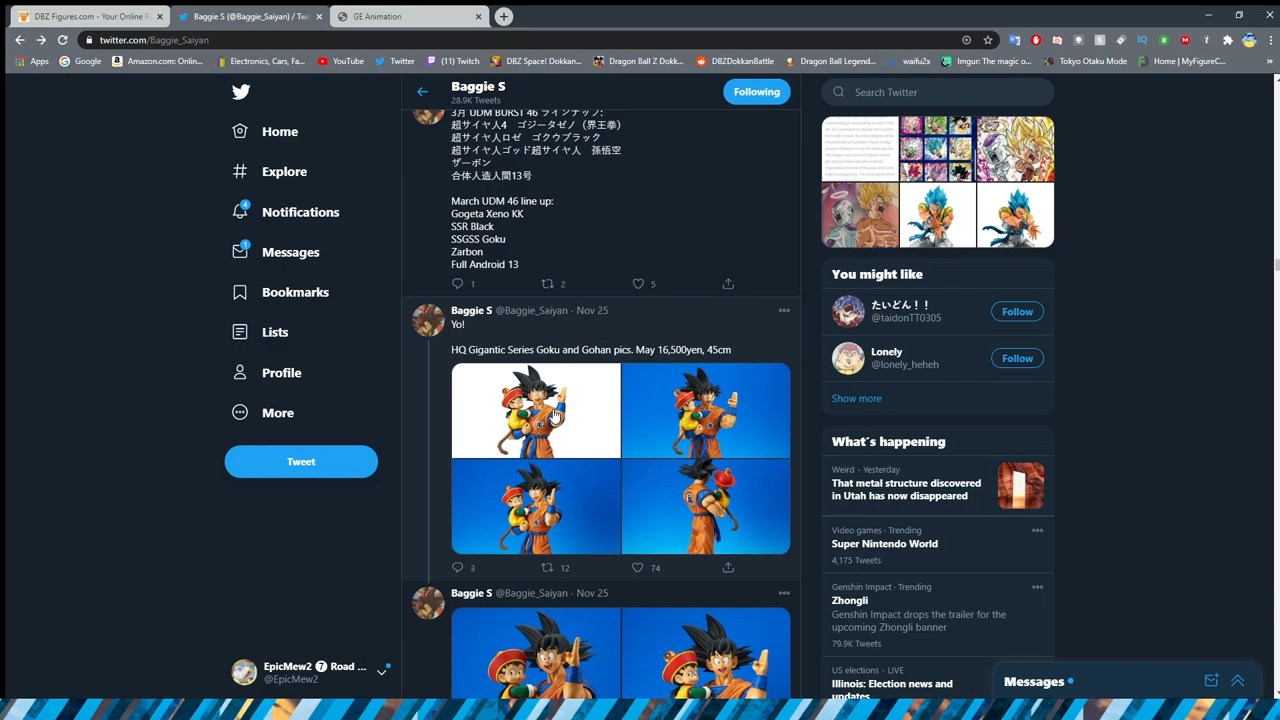 DBZ Figures.com - Your Online R
Baggie S (@Baggie_Saiyan) / Twi
GE Animation
twitter.com/Baggie_Saiyan
Apps
Google
Amazon.com: Onlin...
Electronics, Cars, Fa...
YouTube
Twitter
(11) Twitch
DBZ Space! Dokkan...
Dragon Ball Z Dokk...
DBZDokkanBattle
Dragon Ball Legend...
waifu2x
Imgur: The magic o...
Tokyo Otaku Mode
Home | MyFigureC...
Home
Explore
4
Notifications
1
Messages
Bookmarks
Lists
Profile
More
Tweet
EpicMew2 7 Road ...
@EpicMew2
Baggie S
28.9K Tweets
Following
3月 UDM BURST 46 ラインナップ:
超サイヤ人4 ゴジータゼノ（界王拳）
超サイヤ人ロゼ ゴクウブラック
超サイヤ人ゴッド超サイヤ人 孫悟空
ザーボン
合体人造人間13号
March UDM 46 line up:
Gogeta Xeno KK
SSR Black
SSGSS Goku
Zarbon
Full Android 13
1 2 5
Baggie S @Baggie_Saiyan · Nov 25
Yo!
HQ Gigantic Series Goku and Gohan pics. May 16,500yen, 45cm
3 12 74
Baggie S @Baggie_Saiyan · Nov 25
Search Twitter
You might like
たいどん！！
@taidonTT0305
Follow
Lonely
@lonely_heheh
Follow
Show more
What's happening
Weird · Yesterday
That metal structure discovered
in Utah has now disappeared
Video games · Trending
Super Nintendo World
4,175 Tweets
Genshin Impact · Trending
Zhongli
Genshin Impact drops the trailer for the
upcoming Zhongli banner
79.9K Tweets
US elections · LIVE
Illinois: Election news and
updates
Messages